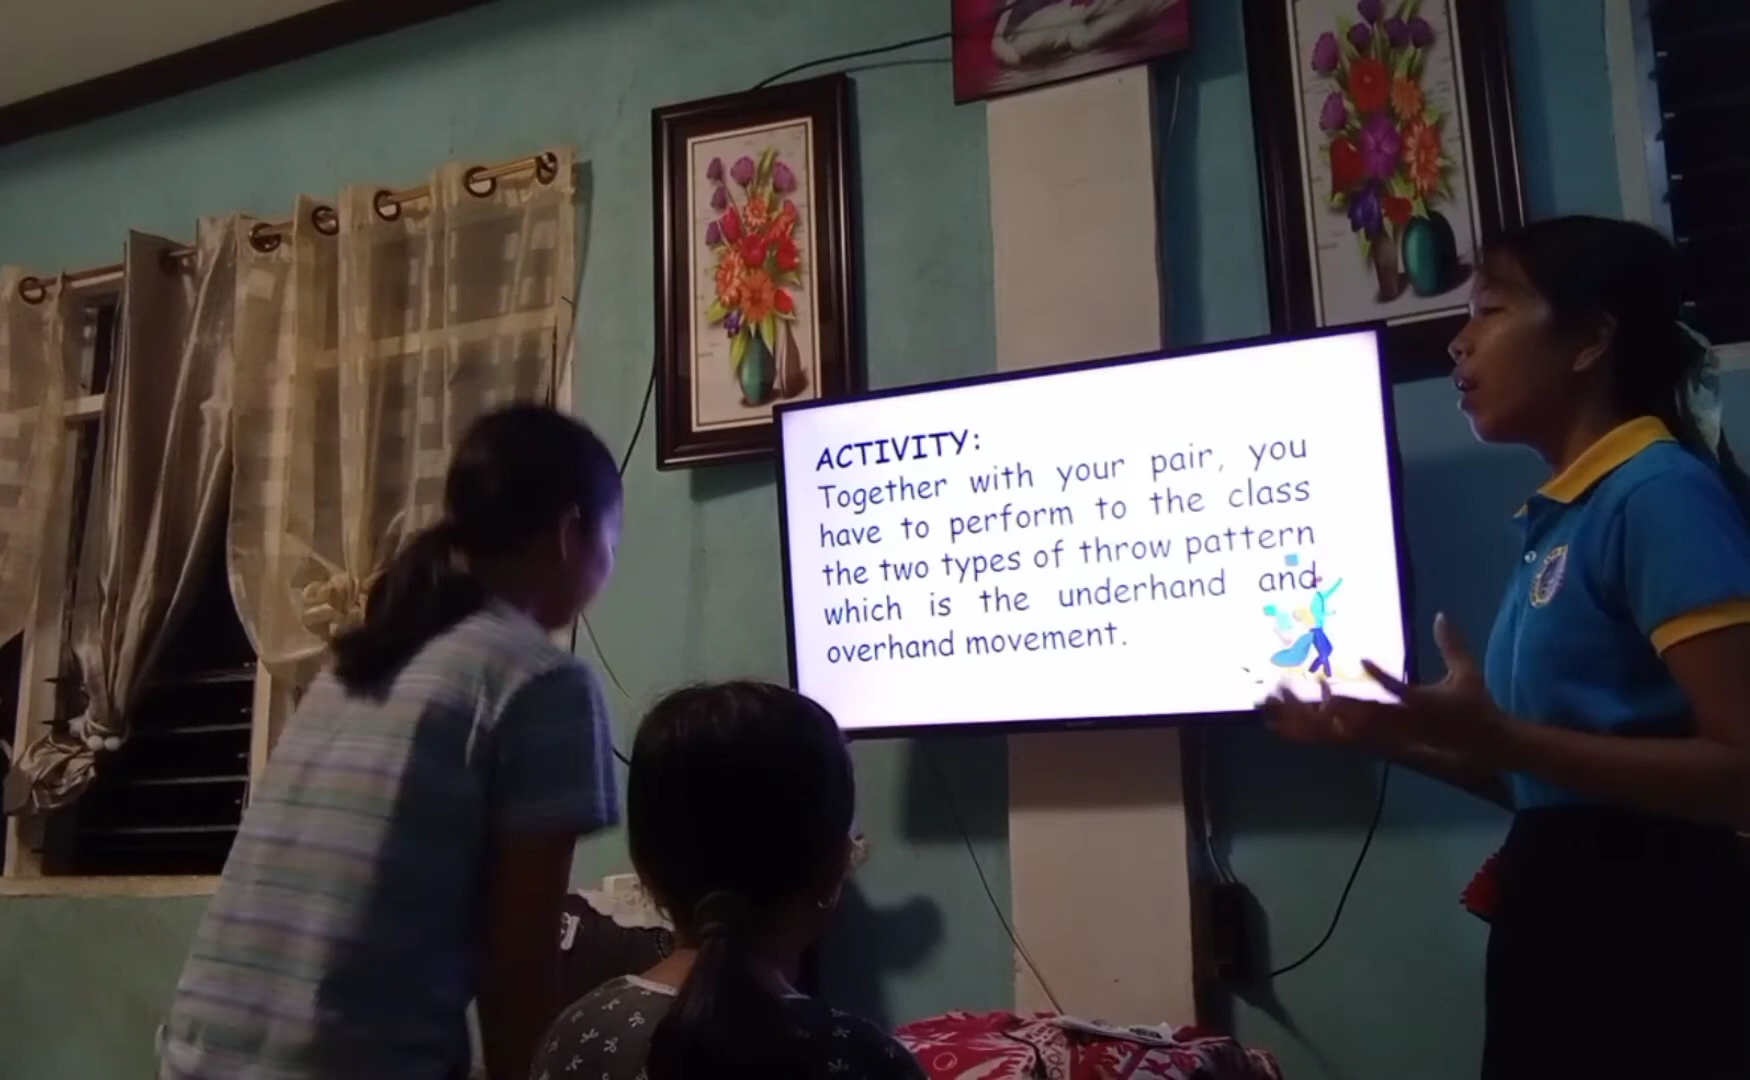 ACTIVITY:
Together with your pair, you
have to perform to the class
the two types of throw pattern
which is the underhand and
overhand movement.